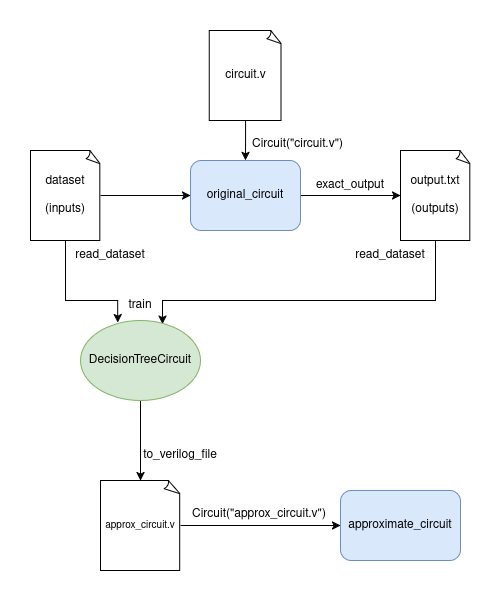 circuit.v
Circuit("circuit.v")
dataset
(inputs)
original_circuit
exact_output
output.txt
(outputs)
read_dataset
read_dataset
train
DecisionTreeCircuit
to_verilog_file
approx_circuit.v
Circuit("approx_circuit.v")
approximate_circuit